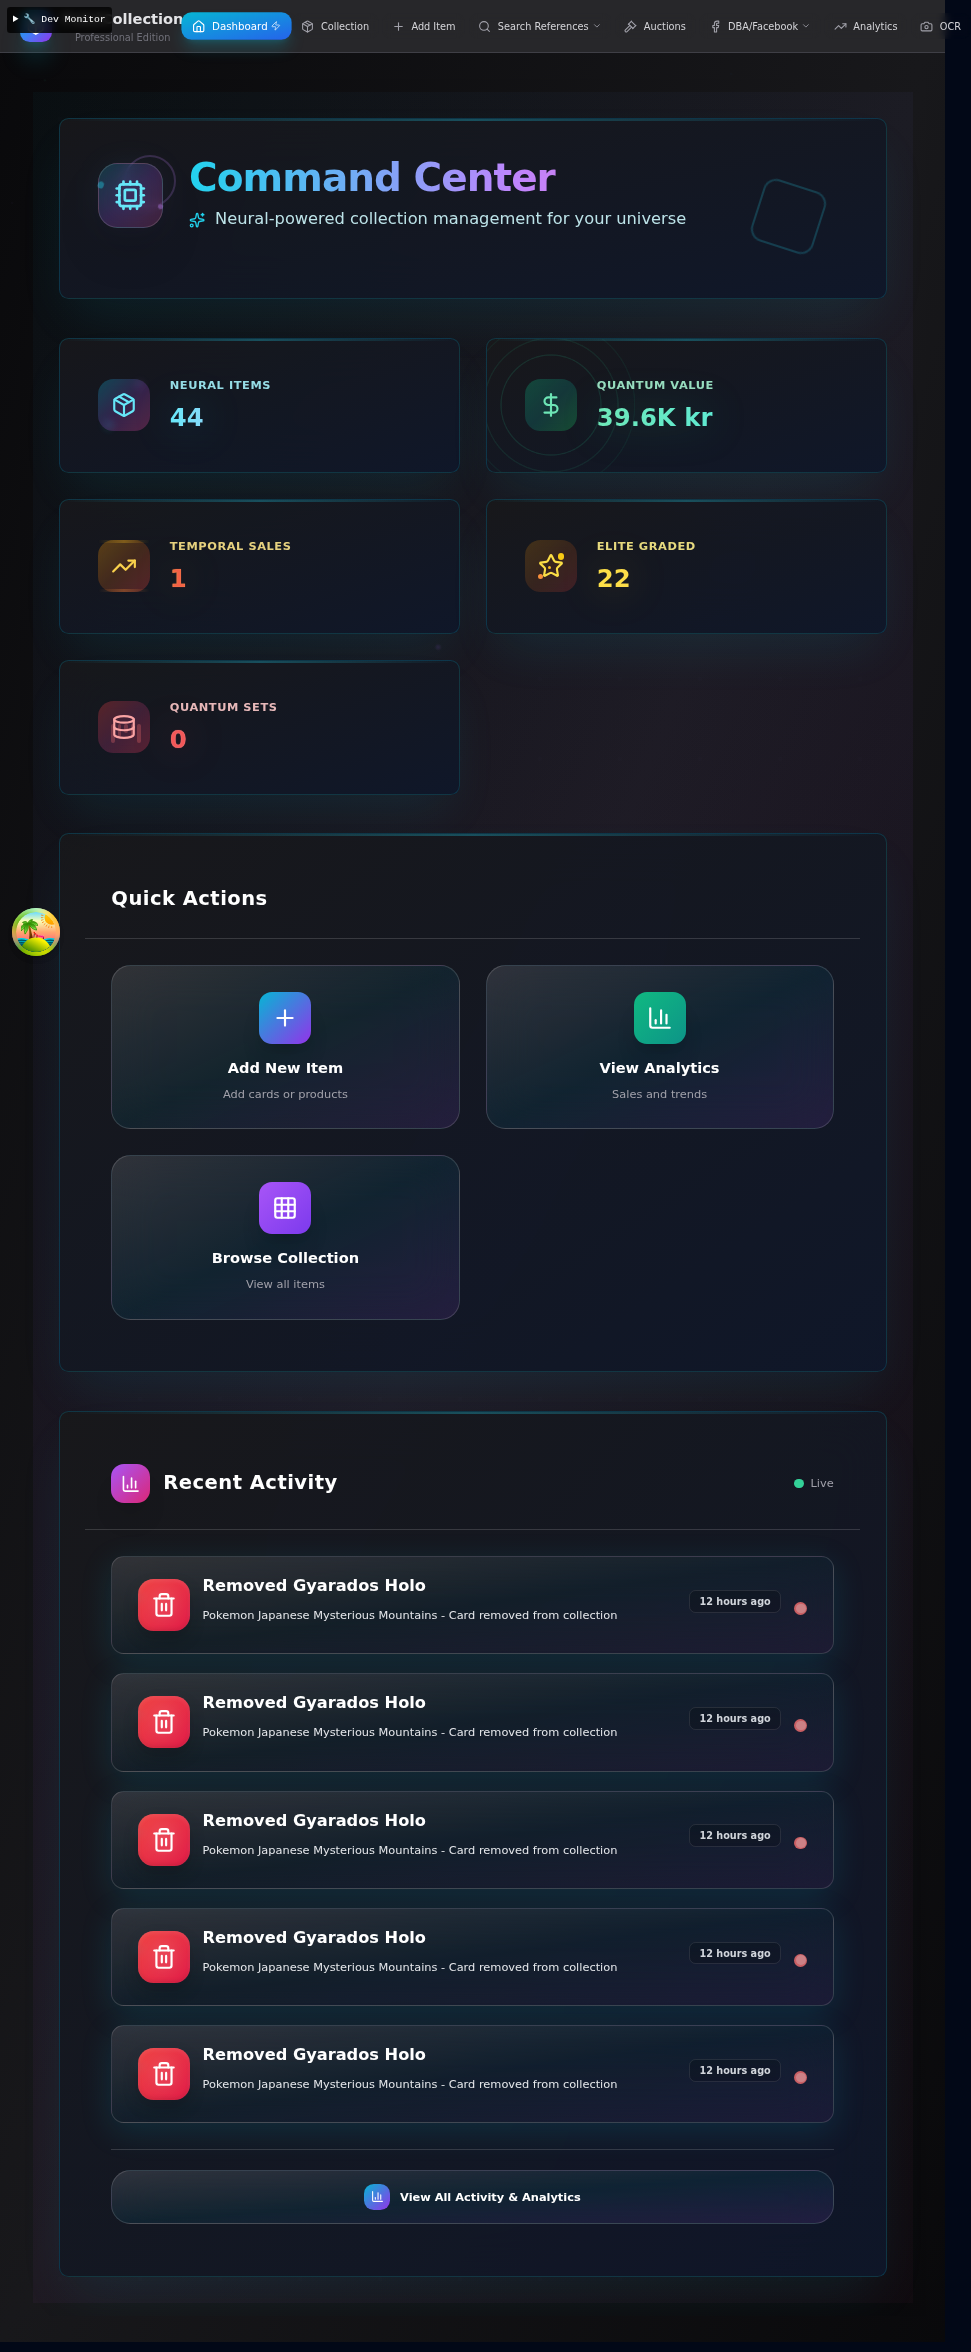 🔧 Dev Monitor
ollection
Professional Edition
Dashboard
Collection
Add Item
Search References
Auctions
DBA/Facebook
Analytics
OCR
Command Center
Neural-powered collection management for your universe
NEURAL ITEMS
44
QUANTUM VALUE
39.6K kr
TEMPORAL SALES
1
ELITE GRADED
22
QUANTUM SETS
0
Quick Actions
Add New Item
Add cards or products
View Analytics
Sales and trends
Browse Collection
View all items
Recent Activity
Live
Removed Gyarados Holo
Pokemon Japanese Mysterious Mountains - Card removed from collection
12 hours ago
Removed Gyarados Holo
Pokemon Japanese Mysterious Mountains - Card removed from collection
12 hours ago
Removed Gyarados Holo
Pokemon Japanese Mysterious Mountains - Card removed from collection
12 hours ago
Removed Gyarados Holo
Pokemon Japanese Mysterious Mountains - Card removed from collection
12 hours ago
Removed Gyarados Holo
Pokemon Japanese Mysterious Mountains - Card removed from collection
12 hours ago
View All Activity & Analytics